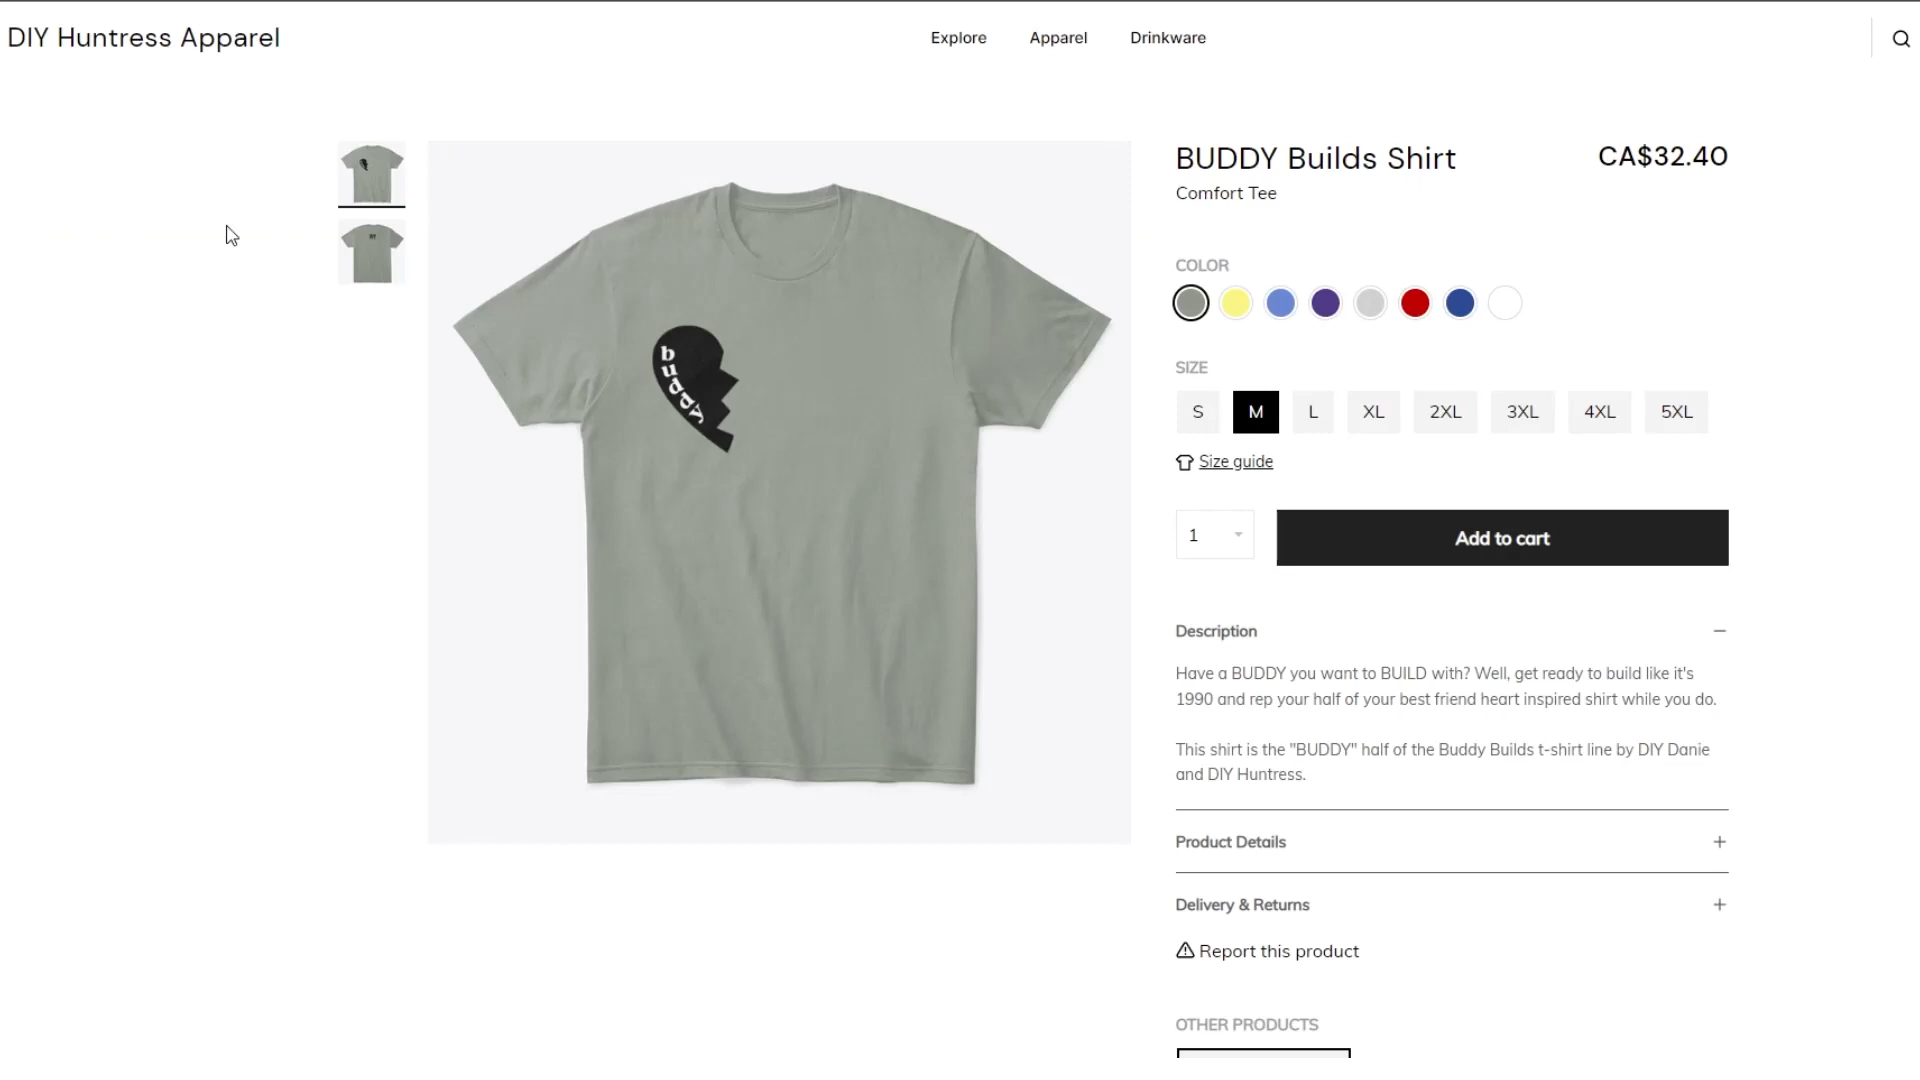 DIY Huntress Apparel
Explore
Apparel
Drinkware
BUDDY Builds Shirt
CA$32.40
Comfort Tee
COLOR
SIZE
S
M
L
XL
2XL
3XL
4XL
5XL
Size guide
1
Add to cart
buddy
Description
Have a BUDDY you want to BUILD with? Well, get ready to build like it's
1990 and rep your half of your best friend heart inspired shirt while you do.
This shirt is the "BUDDY" half of the Buddy Builds t-shirt line by DIY Danie
and DIY Huntress.
Product Details
Delivery & Returns
Report this product
OTHER PRODUCTS